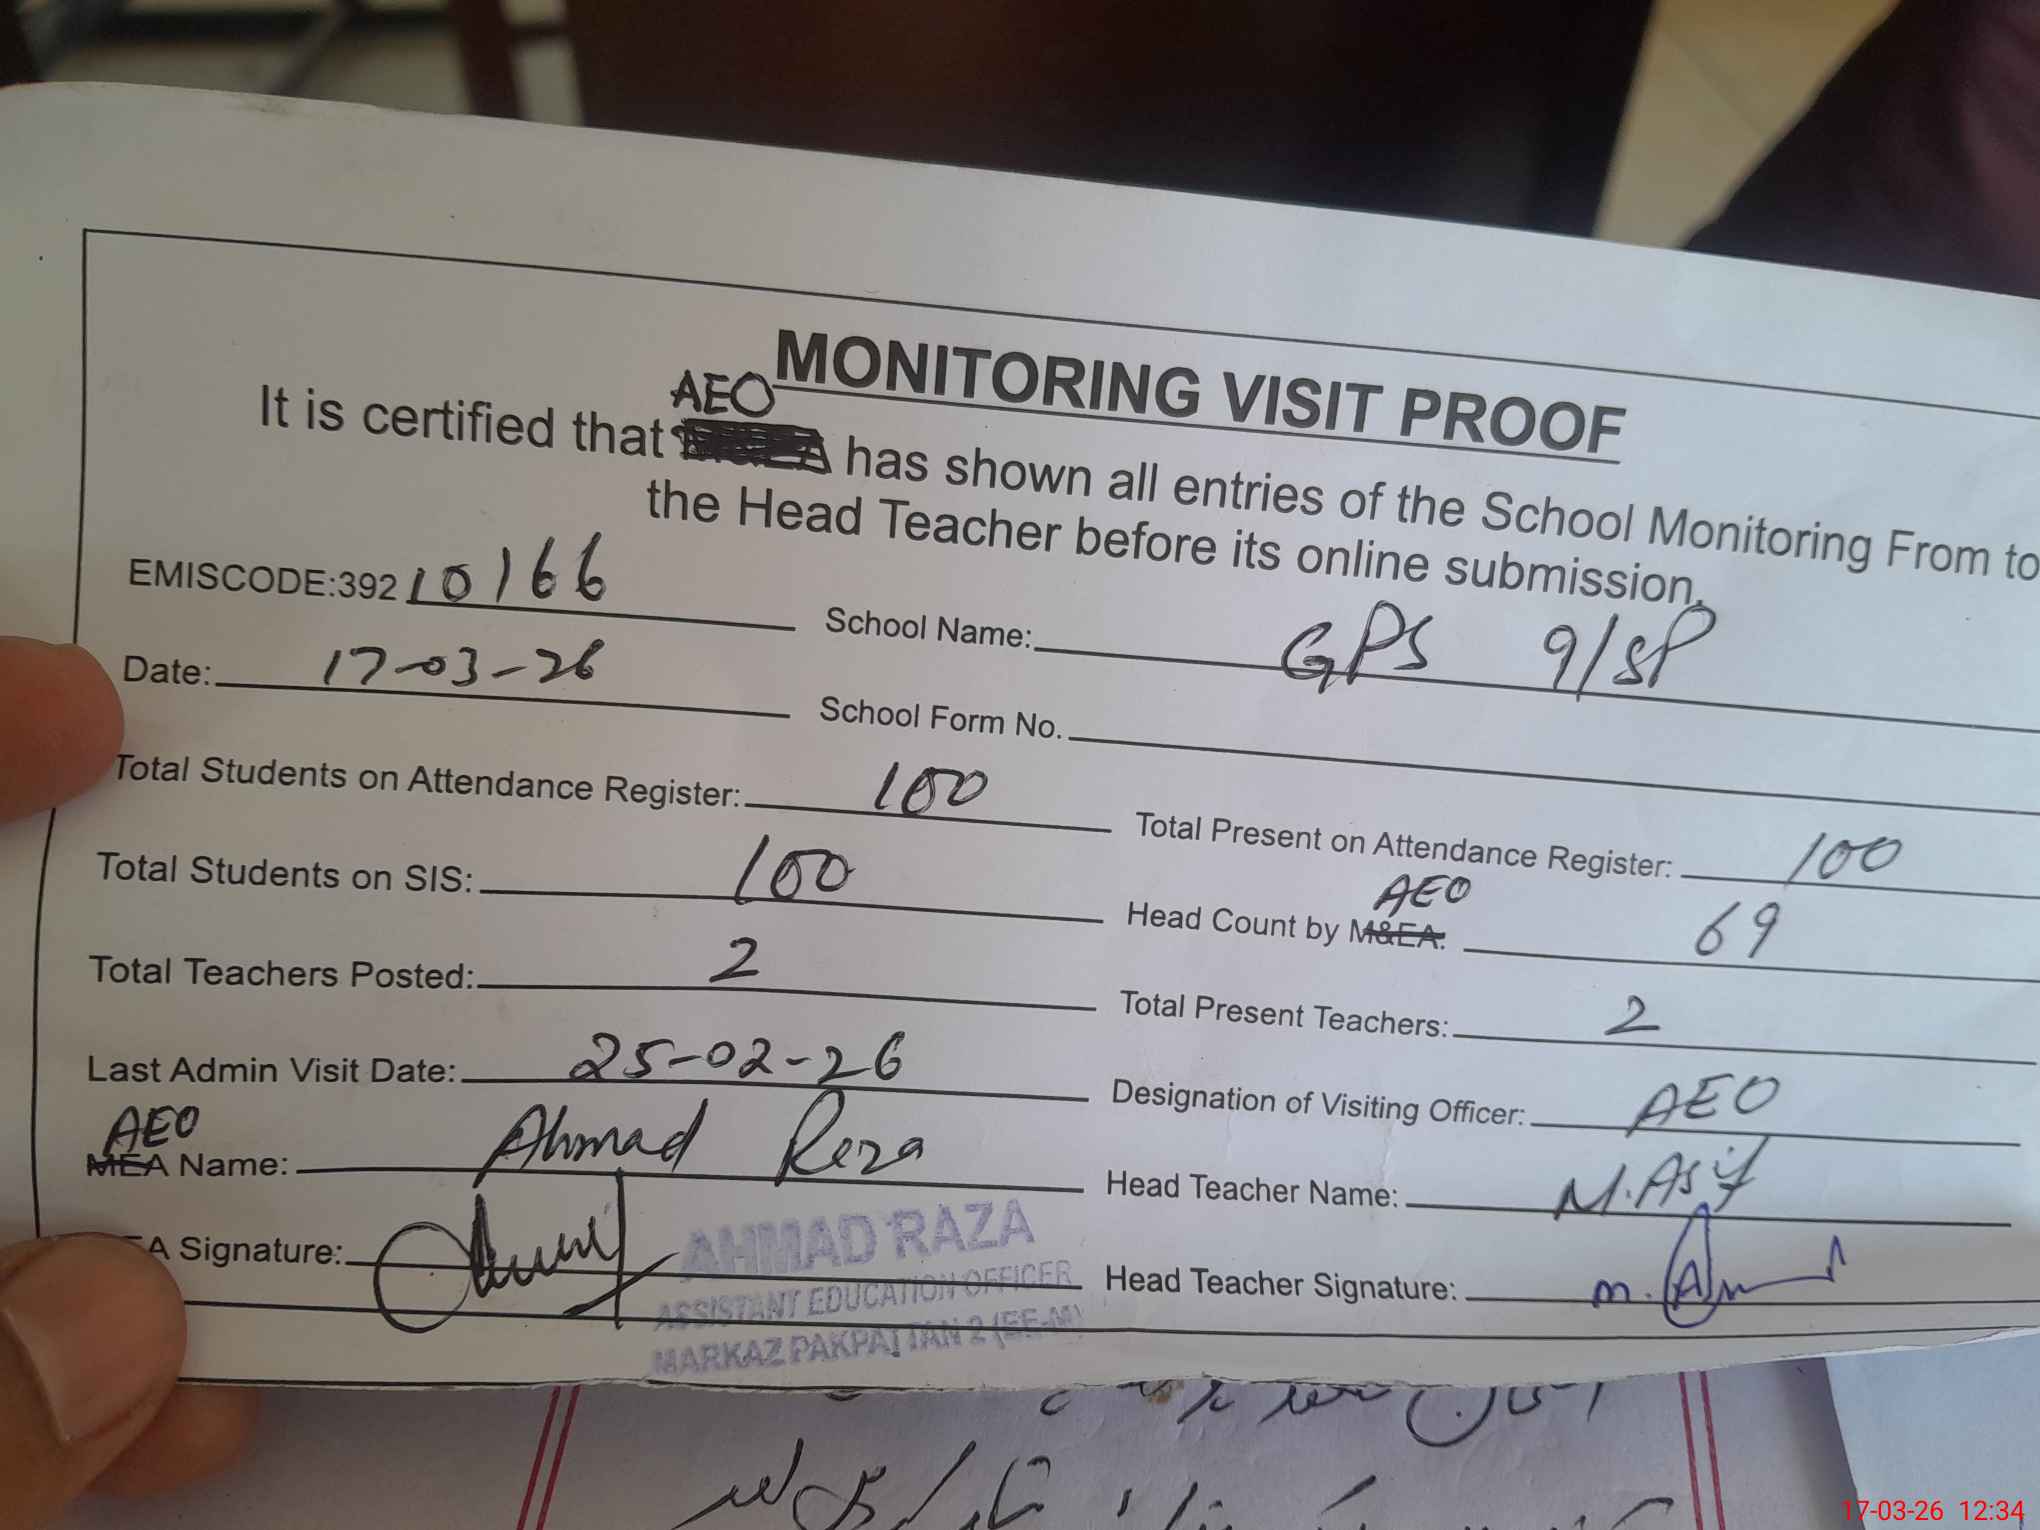 MONITORING VISIT PROOF
AEO
It is certified that has shown all entries of the School Monitoring From to
the Head Teacher before its online submission.
EMISCODE:392 10166 School Name: GPS 9/SP
Date: 17-03-26 School Form No.
Total Students on Attendance Register: 100 Total Present on Attendance Register: 100
Total Students on SIS: 100 Head Count by M&EA: AEO 69
Total Teachers Posted: 2 Total Present Teachers: 2
Last Admin Visit Date: 25-02-26 Designation of Visiting Officer: AEO
AEO
MEA Name: Ahmad Reza Head Teacher Name: M. Asif
A Signature: Head Teacher Signature:
AHMAD RAZA
ASSISTANT EDUCATION OFFICER
MARKAZ PAKPATTAN 2 (EE-M)
17-03-26 12:34